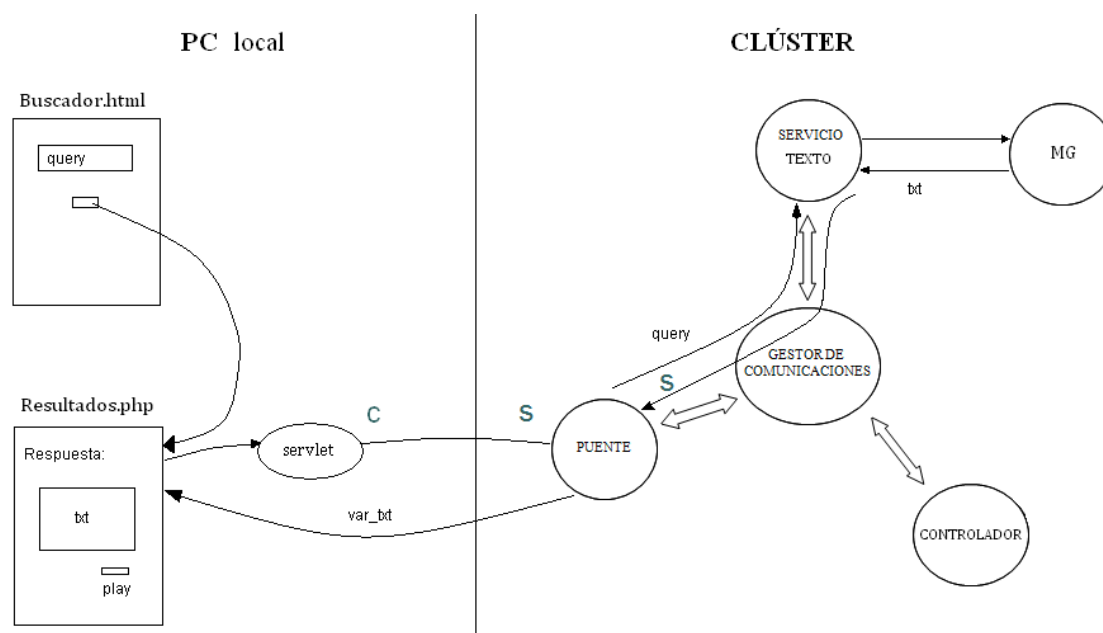 PC local
CLÚSTER
Buscador.html
query
SERVICIO
TEXTO
MG
txt
query
GESTOR DE
COMUNICACIONES
S
Resultados.php
Respuesta:
txt
play
C
S
servlet
PUENTE
var_txt
CONTROLADOR